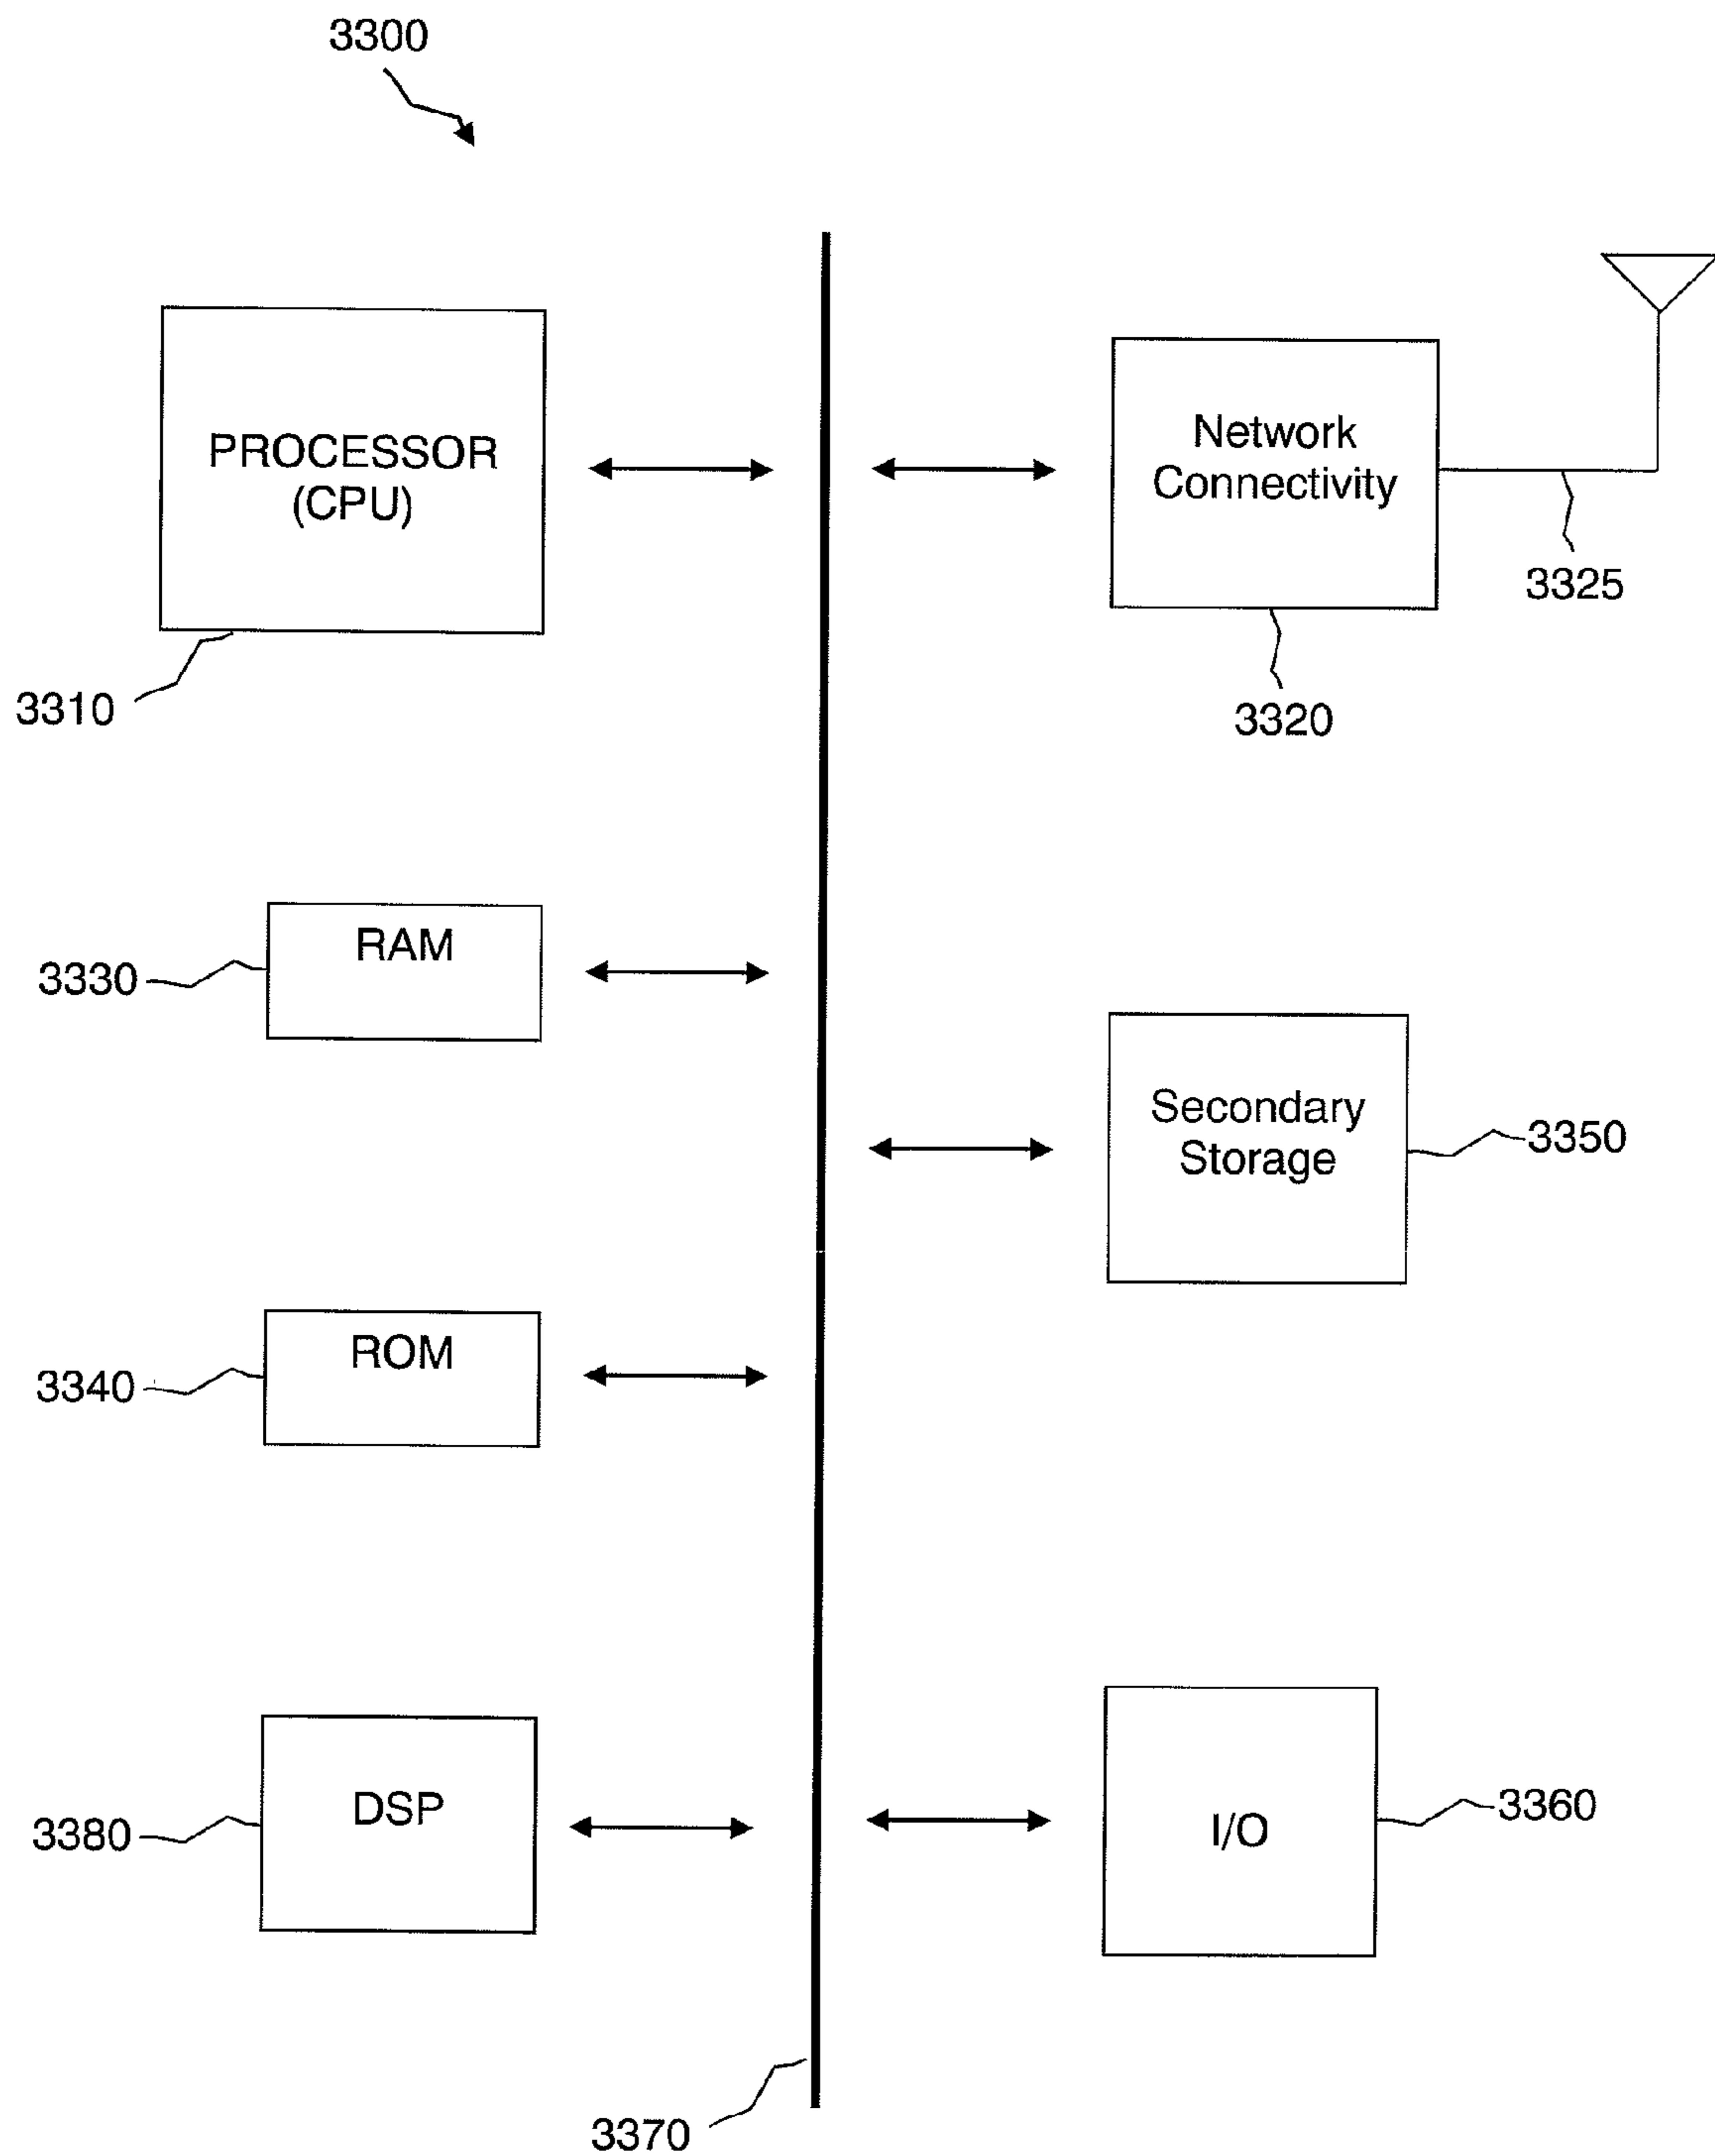 3300
PROCESSOR
(CPU)
3310
Network
Connectivity
3325
3320
RAM
3330
Secondary
Storage
3350
ROM
3340
DSP
3380
I/O
3360
3370